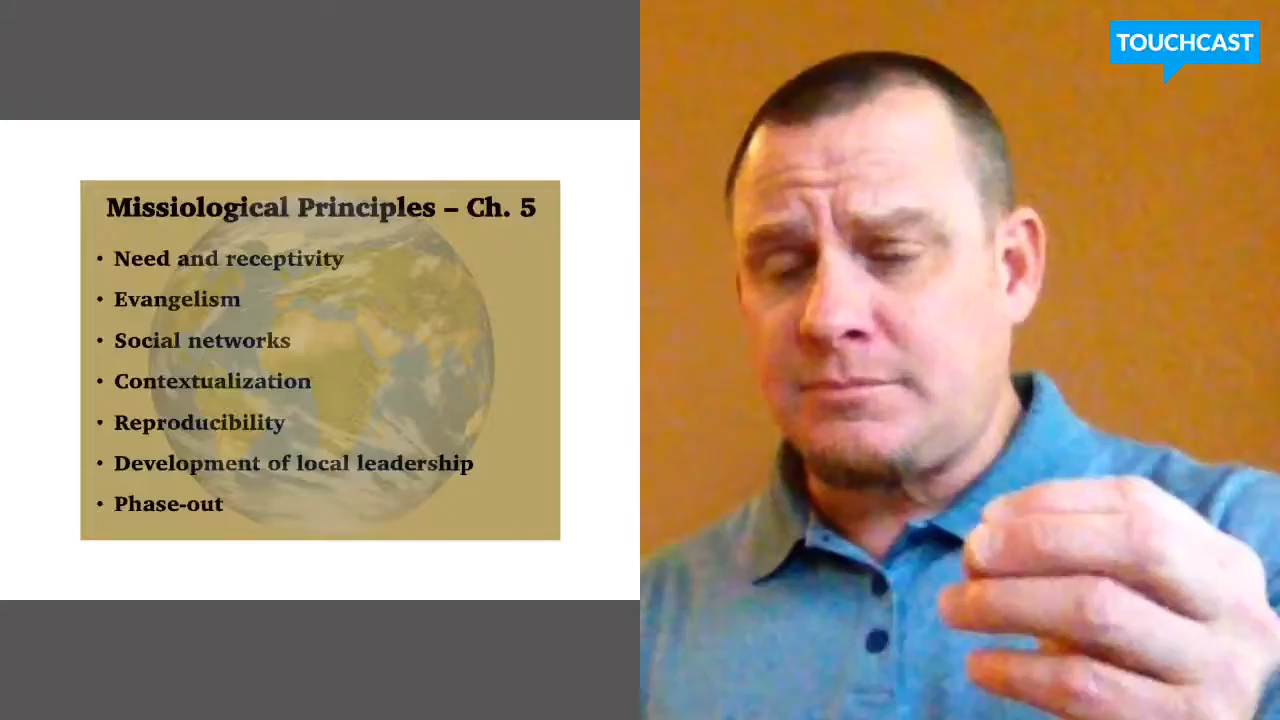 Missiological Principles – Ch. 5
• Need and receptivity
• Evangelism
• Social networks
• Contextualization
• Reproducibility
• Development of local leadership
• Phase-out
TOUCHCAST